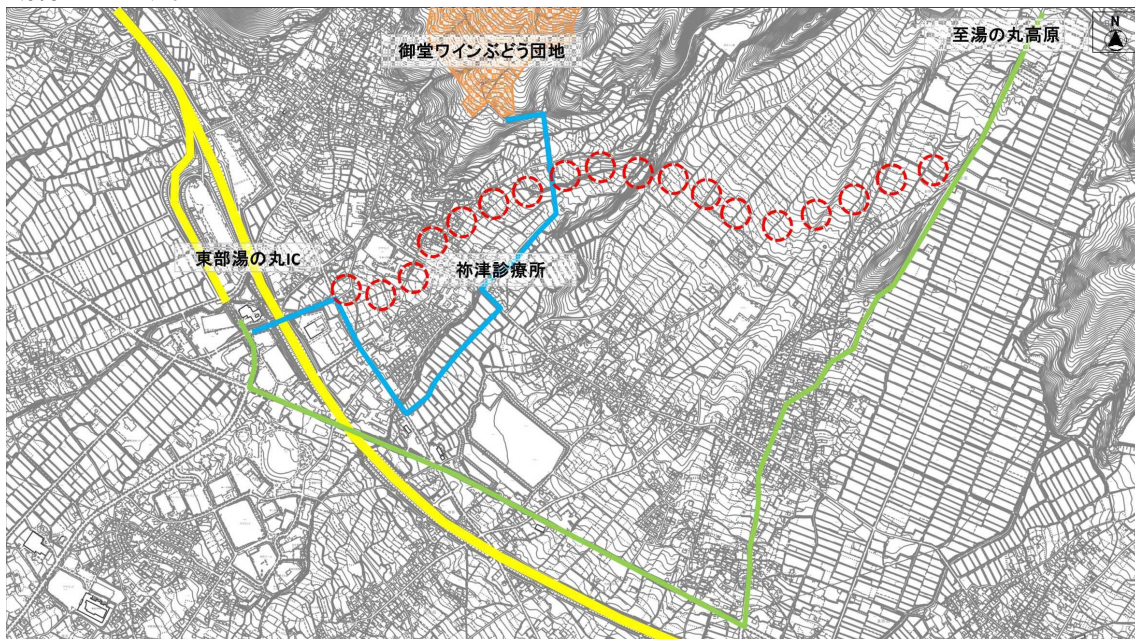 御堂ワインぶどう団地
至湯の丸高原
N
東部湯の丸IC
祢津診療所